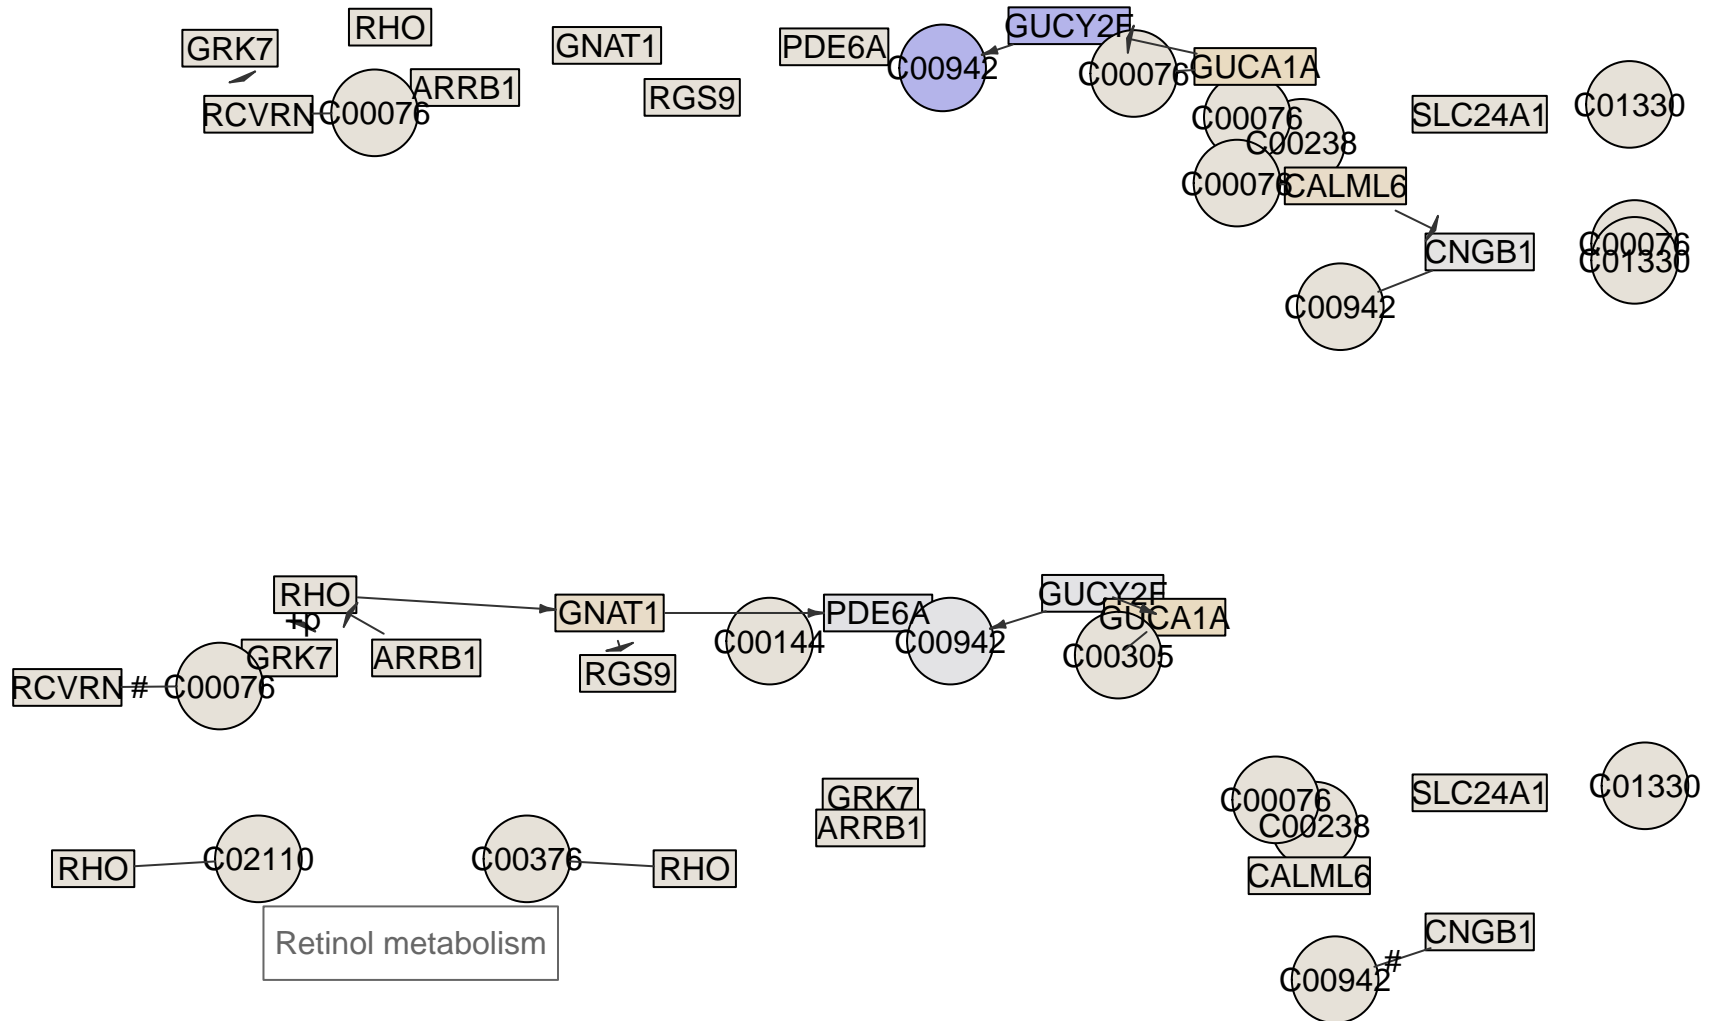 RHO
GRK7
GNAT1
PDE6A
C00942
GUCY2F
C00076
GUCA1A
ARRB1
RGS9
RCVRN
C00076
C00076
C00238
SLC24A1
C01330
C00076
CALML6
C00076
C01330
CNGB1
C00942
RHO
+p
GNAT1
PDE6A
GUCY2F
GUCA1A
C00144
C00942
C00305
GRK7
ARRB1
RGS9
RCVRN
#
C00076
GRK7
ARRB1
C00076
C00238
SLC24A1
C01330
RHO
C02110
C00376
RHO
CALML6
Retinol metabolism
CNGB1
#
C00942